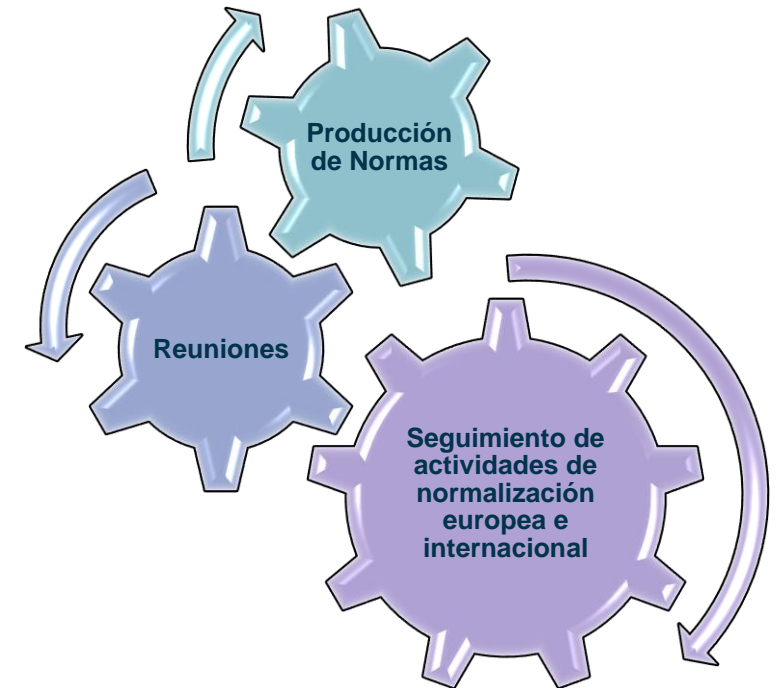 Producción
de Normas
Reuniones
Seguimiento de
actividades de
normalización
europea e
internacional